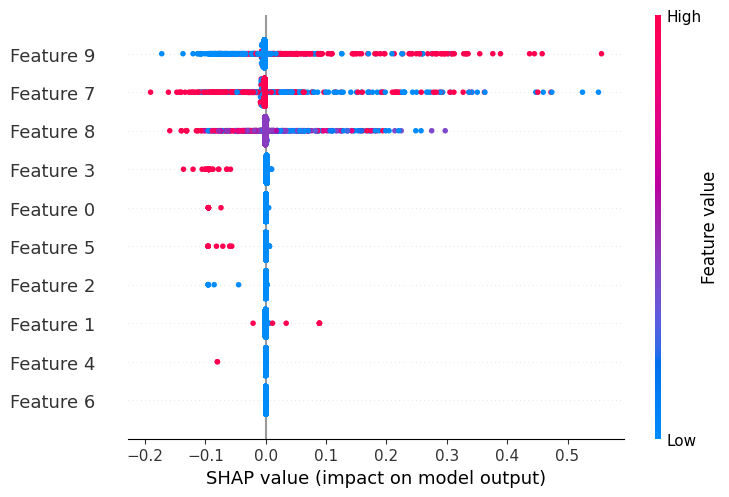 High
Feature 9
Feature 7
Feature 8
Feature 3
Feature 0
Feature 5
Feature 2
Feature 1
Feature 4
Feature 6
Feature value
Low
−0.2 −0.1 0.0 0.1 0.2 0.3 0.4 0.5
SHAP value (impact on model output)